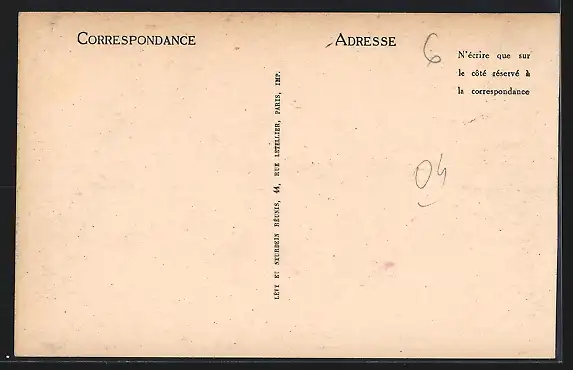 CORRESPONDANCE
ADRESSE
6
N'écrire que sur
le côté réservé à
la correspondance
04
LÉVY ET NEURDEIN RÉUNIS, 44, RUE LETELLIER, PARIS, IMP.